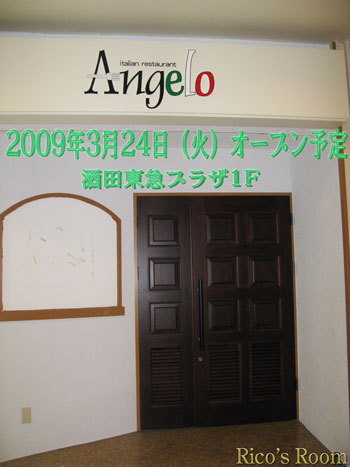 italian restaurant
Angelo
2009年3月24日（火）オープン予定
酒田東急プラザ1F
Rico's Room